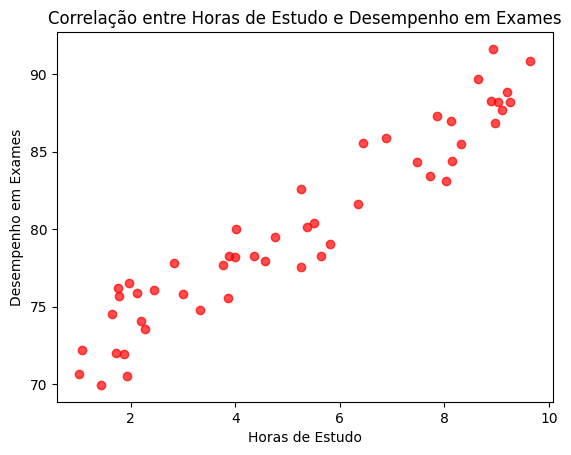 Correlação entre Horas de Estudo e Desempenho em Exames
Desempenho em Exames
90
85
80
75
70
2 4 6 8 10
Horas de Estudo